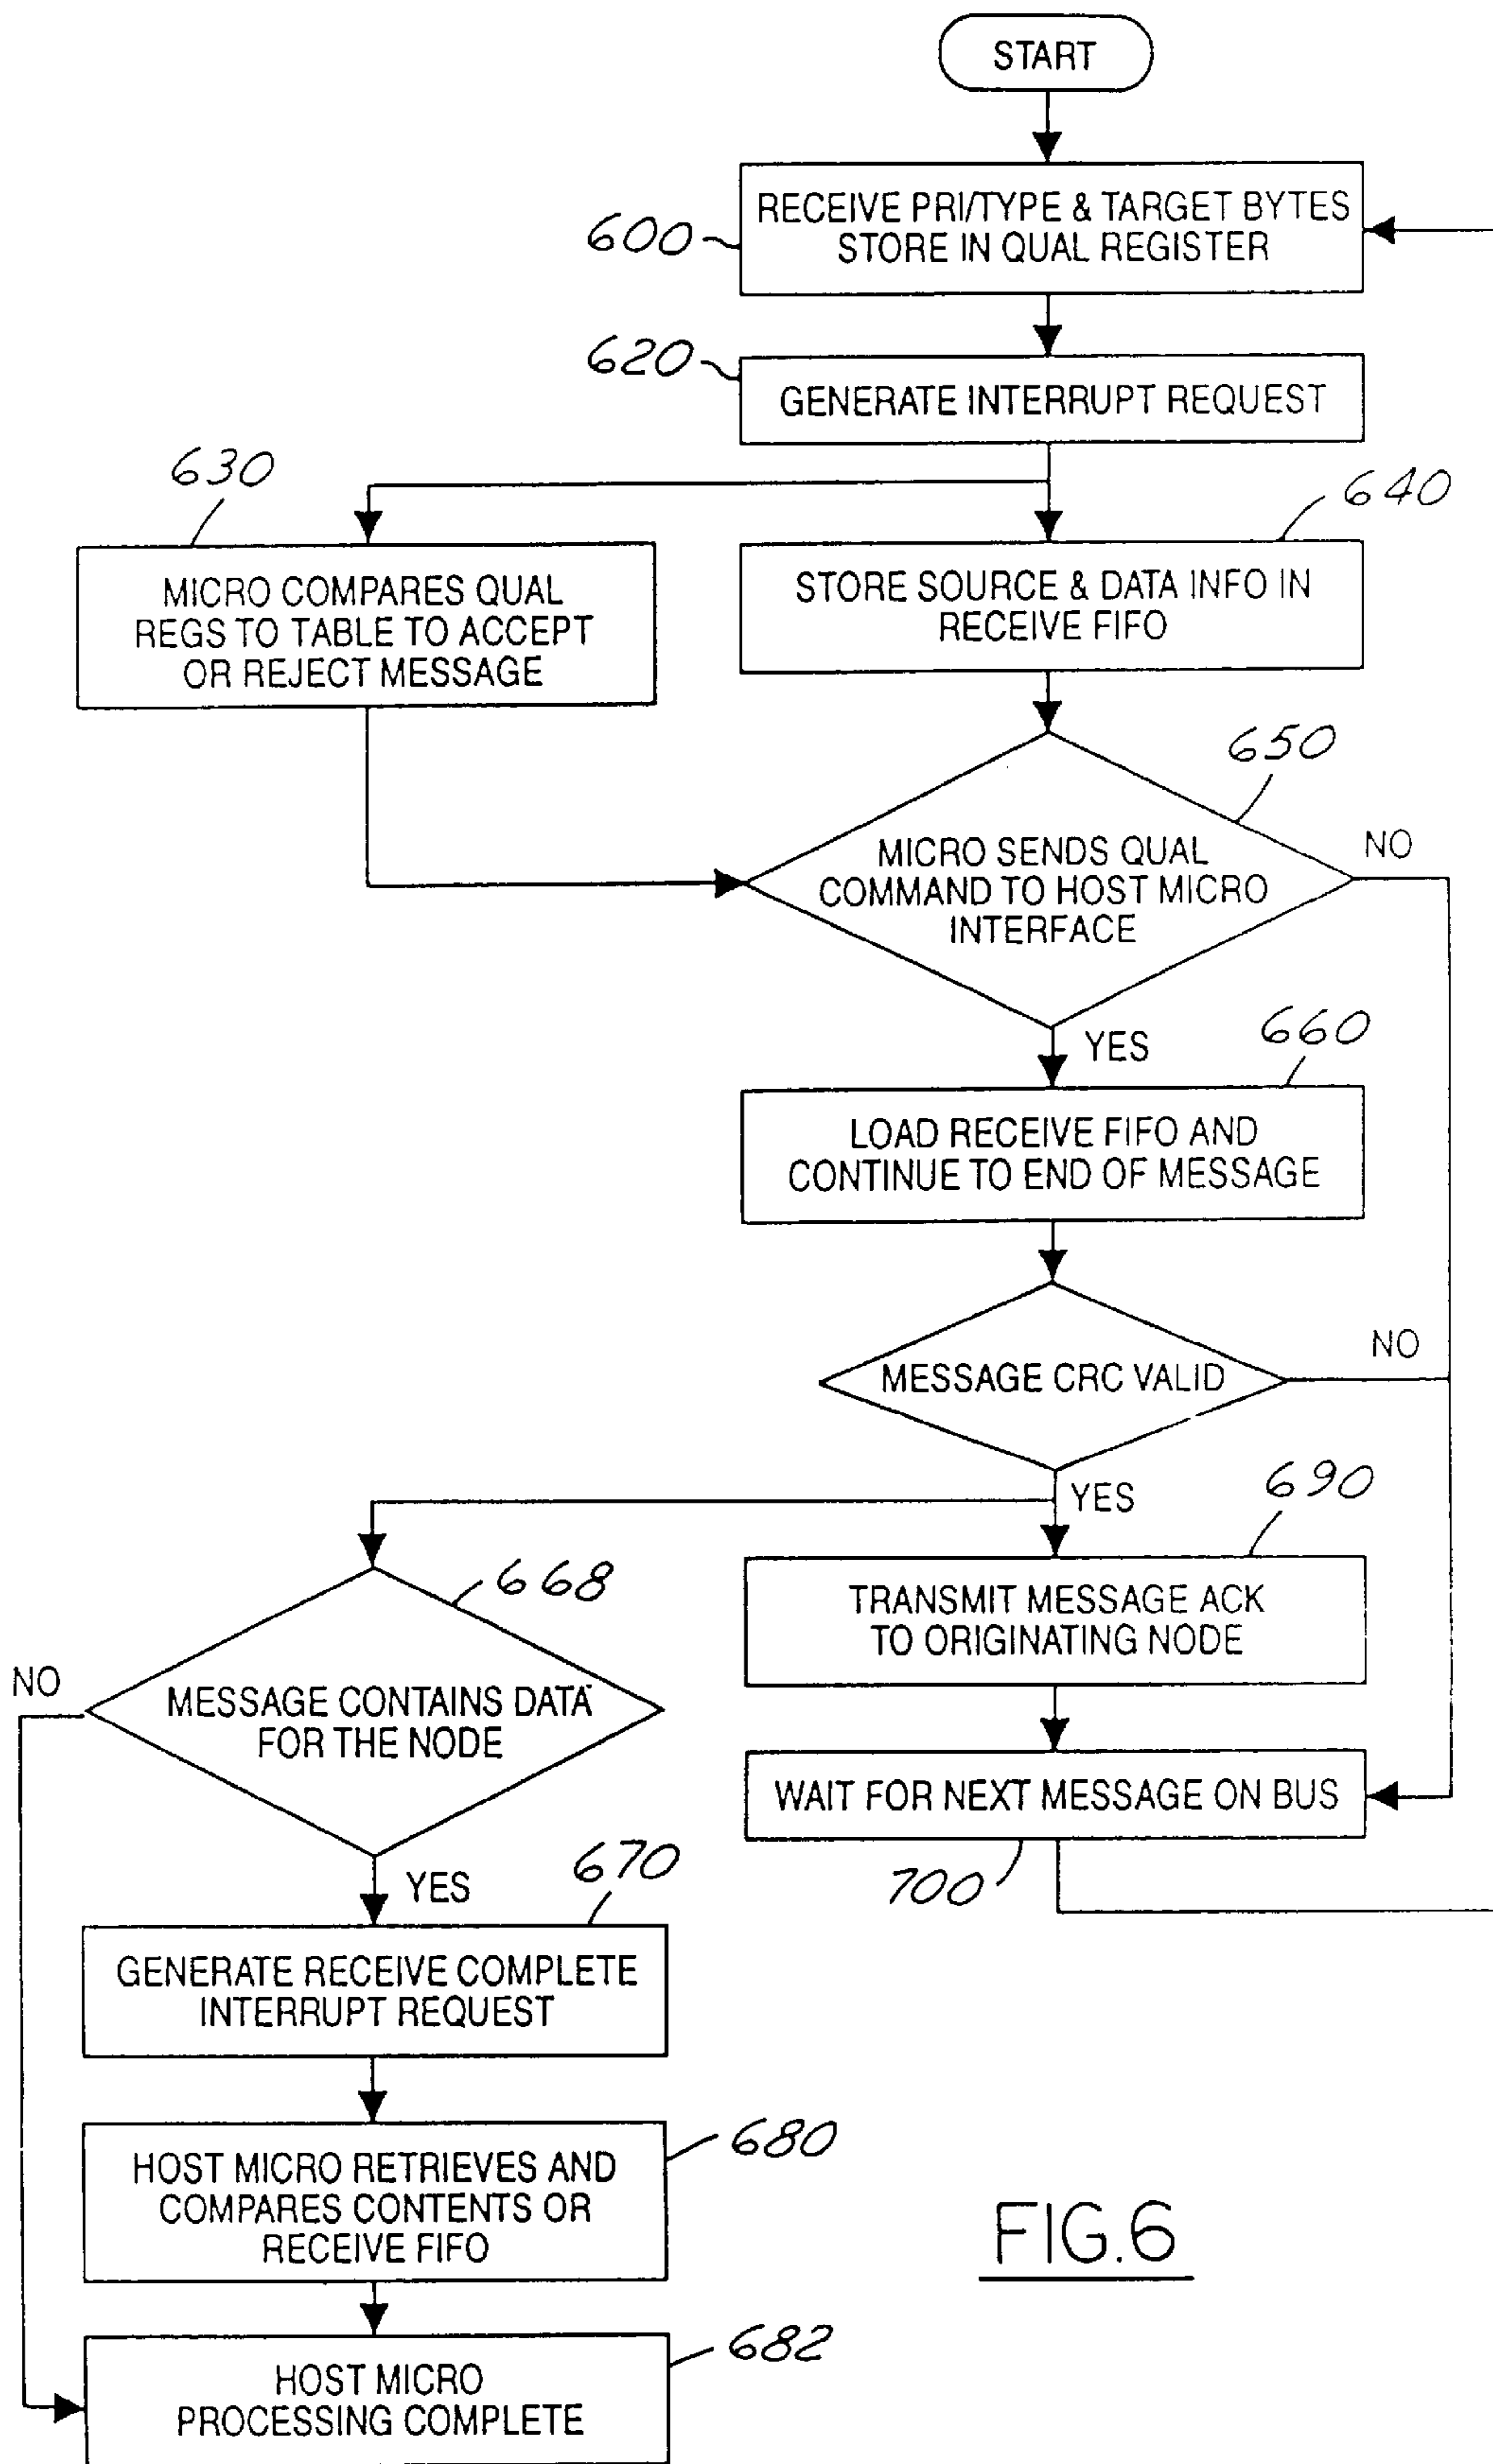 START
RECEIVE PRI/TYPE & TARGET BYTES
STORE IN QUAL REGISTER
600
620
GENERATE INTERRUPT REQUEST
630
640
MICRO COMPARES QUAL
REGS TO TABLE TO ACCEPT
OR REJECT MESSAGE
STORE SOURCE & DATA INFO IN
RECEIVE FIFO
650
MICRO SENDS QUAL
COMMAND TO HOST MICRO
INTERFACE
NO
YES
660
LOAD RECEIVE FIFO AND
CONTINUE TO END OF MESSAGE
MESSAGE CRC VALID
NO
YES
690
668
TRANSMIT MESSAGE ACK
TO ORIGINATING NODE
NO
MESSAGE CONTAINS DATA
FOR THE NODE
WAIT FOR NEXT MESSAGE ON BUS
700
YES
670
GENERATE RECEIVE COMPLETE
INTERRUPT REQUEST
680
HOST MICRO RETRIEVES AND
COMPARES CONTENTS OR
RECEIVE FIFO
FIG.6
682
HOST MICRO
PROCESSING COMPLETE